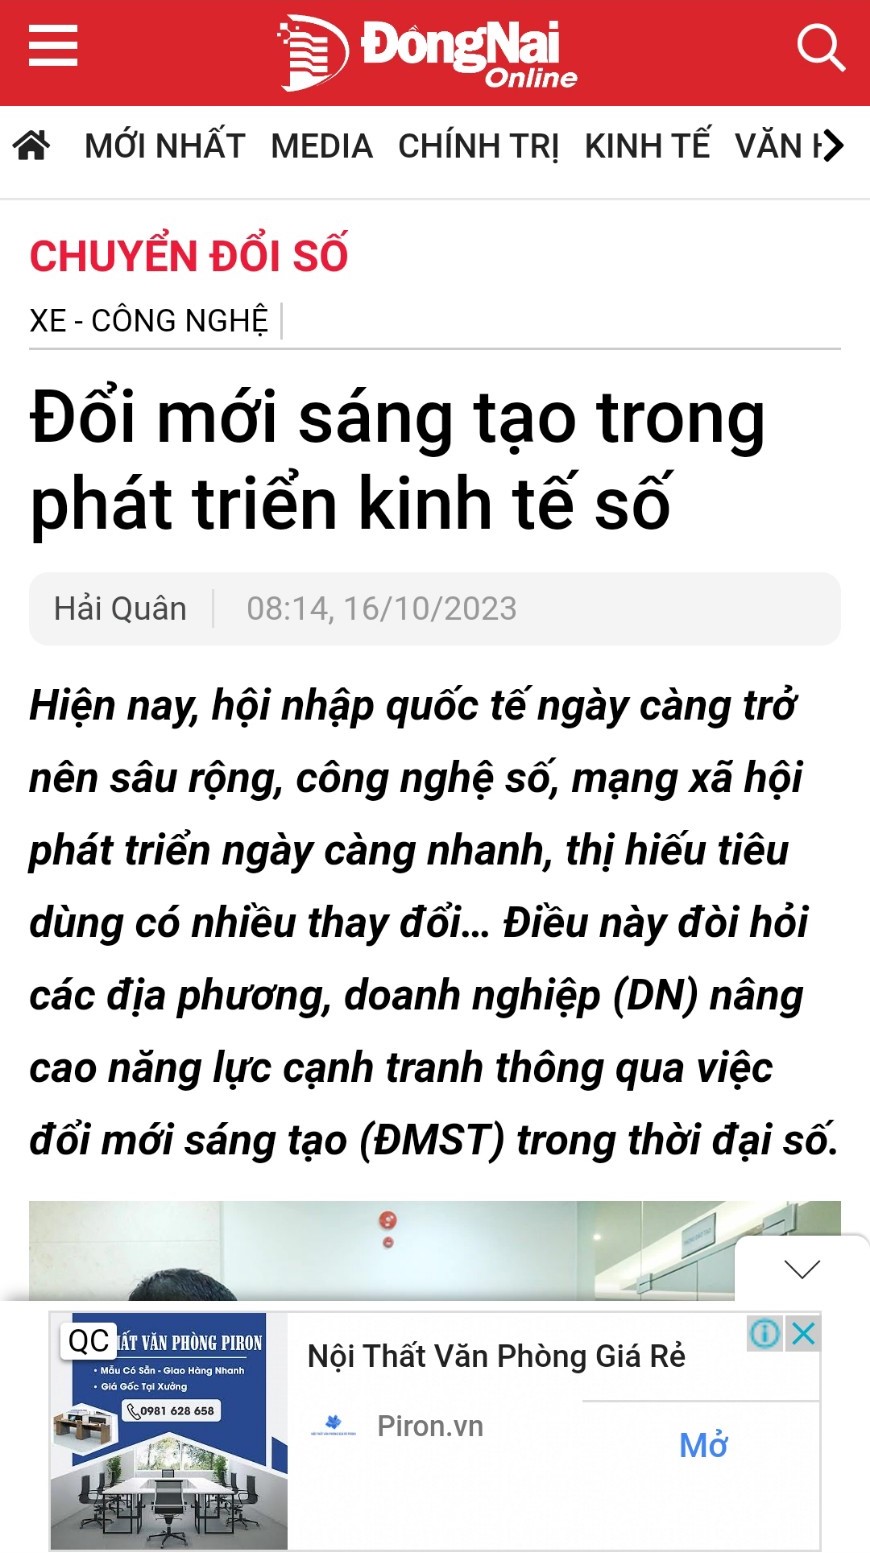 ĐồngNai
Online
MỚI NHẤT MEDIA CHÍNH TRỊ KINH TẾ VĂN
CHUYỂN ĐỔI SỐ
XE - CÔNG NGHỆ
Đổi mới sáng tạo trong
phát triển kinh tế số
Hải Quân 08:14, 16/10/2023
Hiện nay, hội nhập quốc tế ngày càng trở
nên sâu rộng, công nghệ số, mạng xã hội
phát triển ngày càng nhanh, thị hiếu tiêu
dùng có nhiều thay đổi... Điều này đòi hỏi
các địa phương, doanh nghiệp (DN) nâng
cao năng lực cạnh tranh thông qua việc
đổi mới sáng tạo (ĐMST) trong thời đại số.
QC
VĂN PHÒNG PIRON
• Mẫu Có Sẵn - Giao Hàng Nhanh
• Giá Gốc Tại Xưởng
0981 628 658
Nội Thất Văn Phòng Giá Rẻ
Piron.vn
Mở